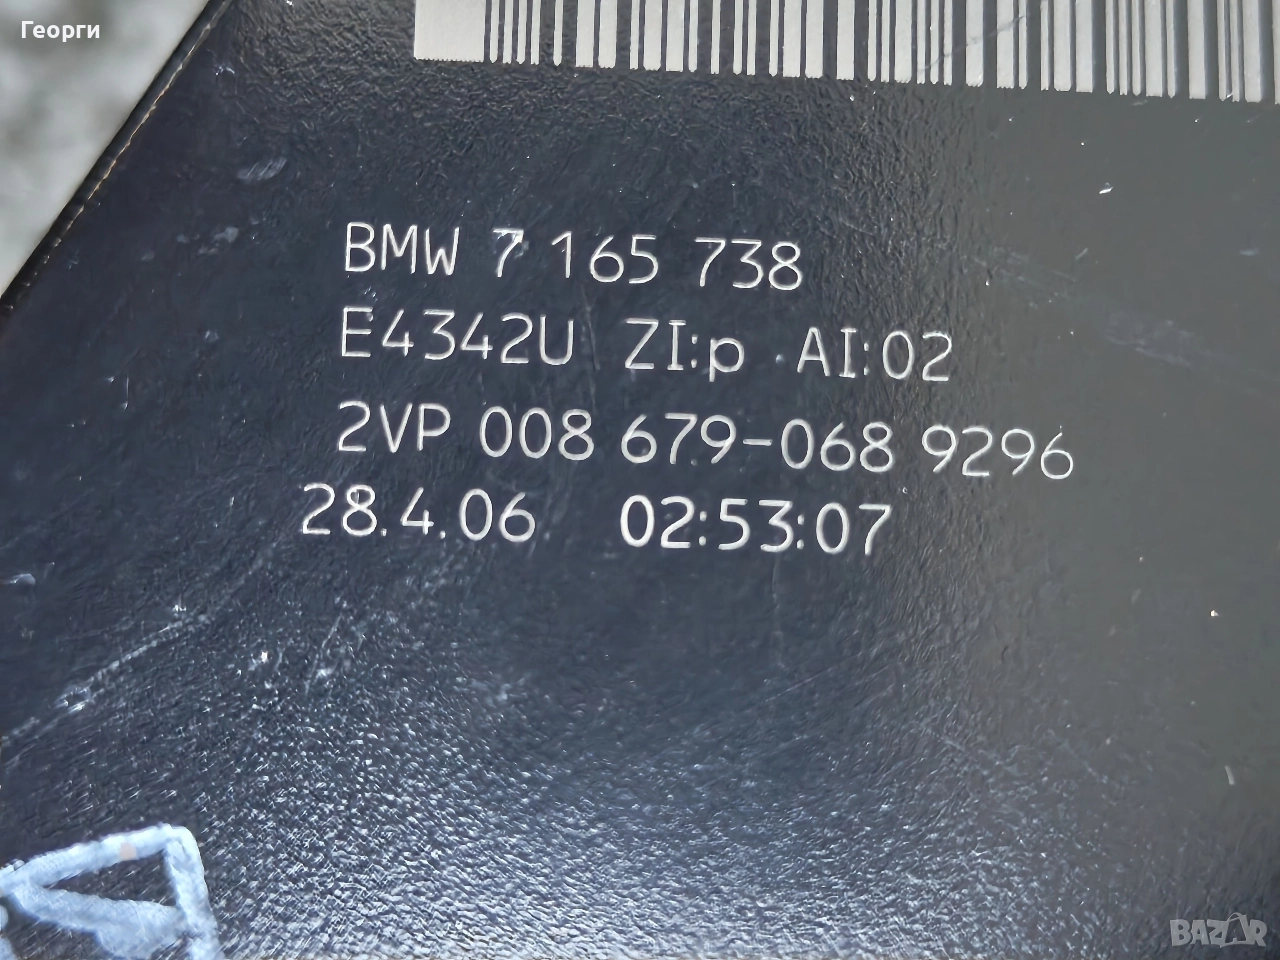 Георги
BMW 7 165 738
E4342U ZI:p AI:02
2VP 008 679-068 9296
28.4.06 02:53:07
BAZAR